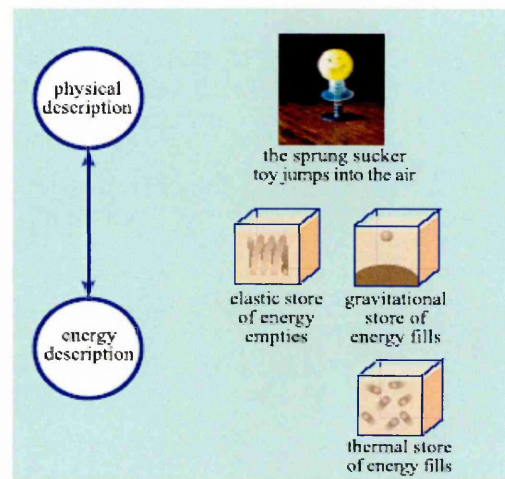 physical
description
the sprung sucker
toy jumps into the air
elastic store
of energy
empties
gravitational
store of
energy fills
energy
description
thermal store
of energy fills